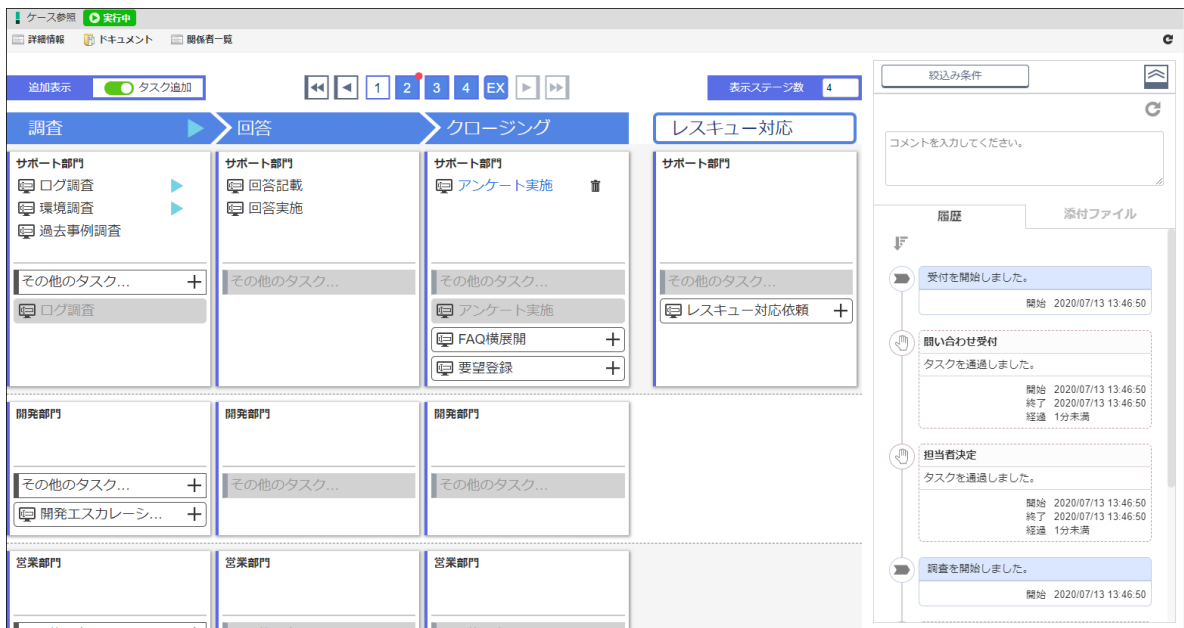 ケース参照 実行中
詳細情報 ドキュメント 関係者一覧
追加表示 タスク追加
1 2 3 4 EX
表示ステージ数 4
調査 回答 クロージング レスキュー対応
サポート部門
ログ調査
環境調査
過去事例調査
その他のタスク...
ログ調査
サポート部門
回答記載
回答実施
その他のタスク...
サポート部門
アンケート実施
その他のタスク...
アンケート実施
FAQ横展開
要望登録
サポート部門
その他のタスク...
レスキュー対応依頼
開発部門
その他のタスク...
開発エスカレーシ...
開発部門
その他のタスク...
開発部門
その他のタスク...
営業部門
営業部門
営業部門
絞込み条件
コメントを入力してください。
履歴 添付ファイル
受付を開始しました。
開始 2020/07/13 13:46:50
問い合わせ受付
タスクを通過しました。
開始 2020/07/13 13:46:50
終了 2020/07/13 13:46:50
経過 1分未満
担当者決定
タスクを通過しました。
開始 2020/07/13 13:46:50
終了 2020/07/13 13:46:50
経過 1分未満
調査を開始しました。
開始 2020/07/13 13:46:50